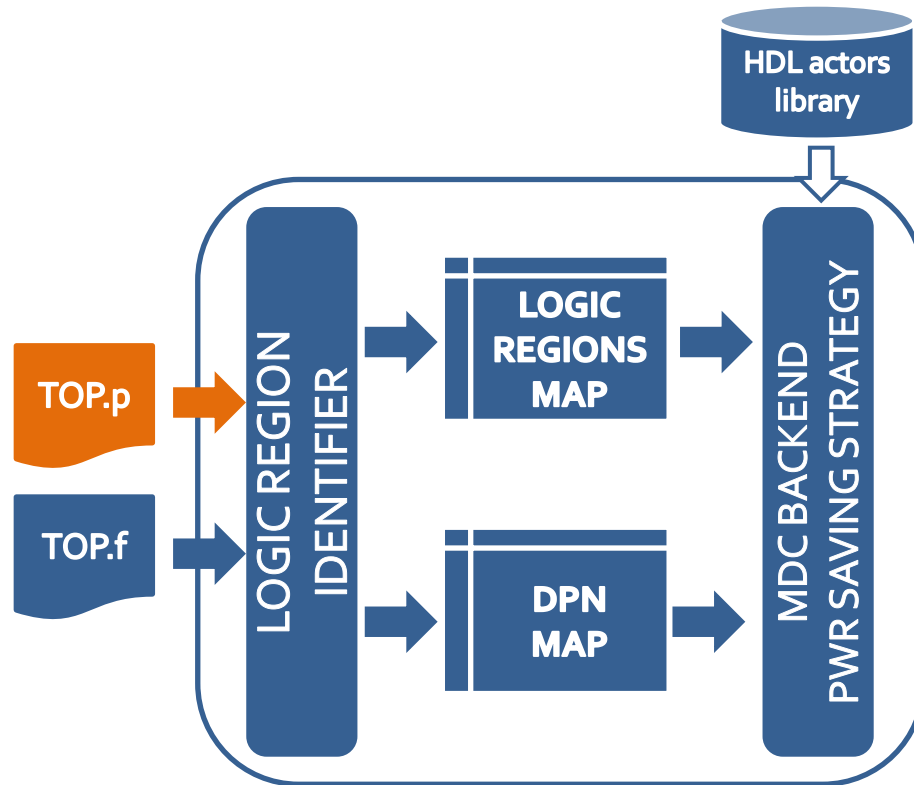 HDL actors
library
TOP.p
TOP.f
LOGIC REGION
IDENTIFIER
LOGIC
REGIONS
MAP
DPN
MAP
MDC BACKEND
PWR SAVING STRATEGY